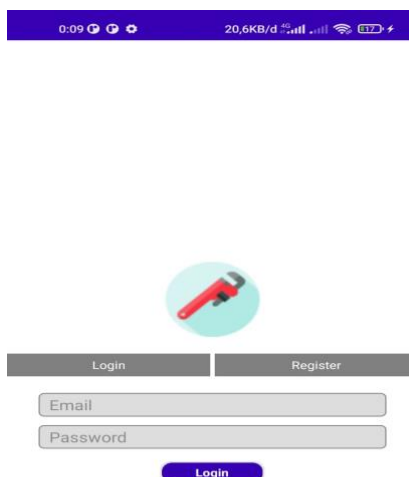 0:09 20,6KB/d 4G 17
Login Register
Email
Password
Login